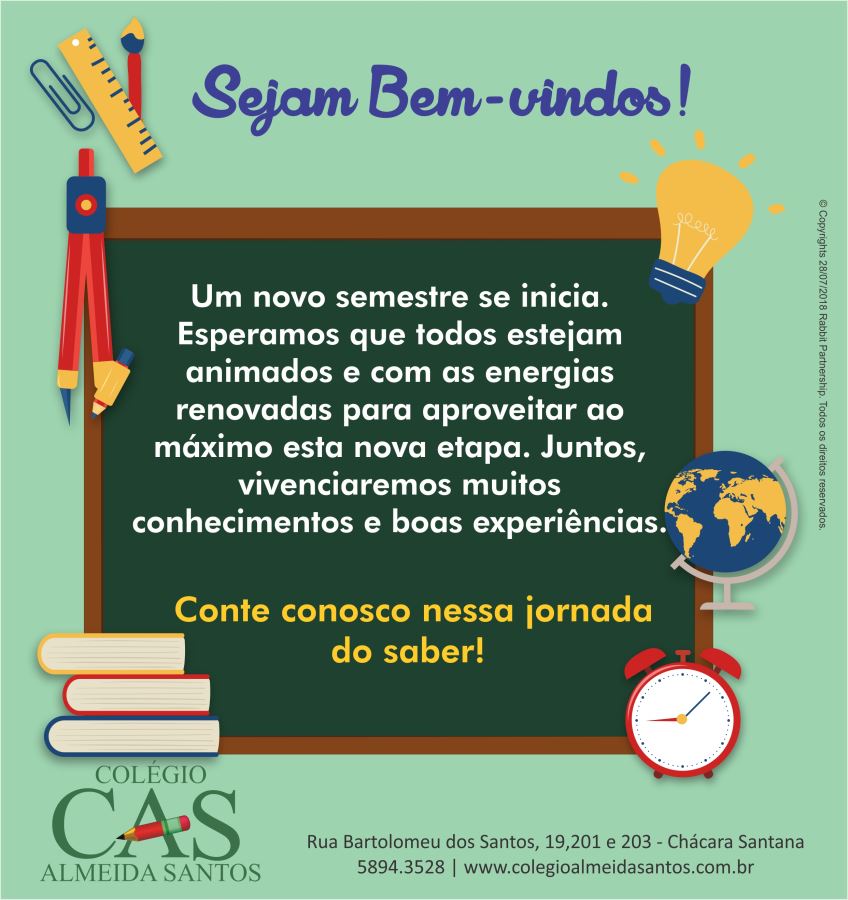 Sejam Bem-vindos!
Um novo semestre se inicia.
Esperamos que todos estejam
animados e com as energias
renovadas para aproveitar ao
máximo esta nova etapa. Juntos,
vivenciaremos muitos
conhecimentos e boas experiências.
Conte conosco nessa jornada
do saber!
© Copyrights 28/07/2018 Rabbit Partnership. Todos os direitos reservados.
COLÉGIO
CAS
ALMEIDA SANTOS
Rua Bartolomeu dos Santos, 19,201 e 203 - Chácara Santana
5894.3528 | www.colegioalmeidasantos.com.br